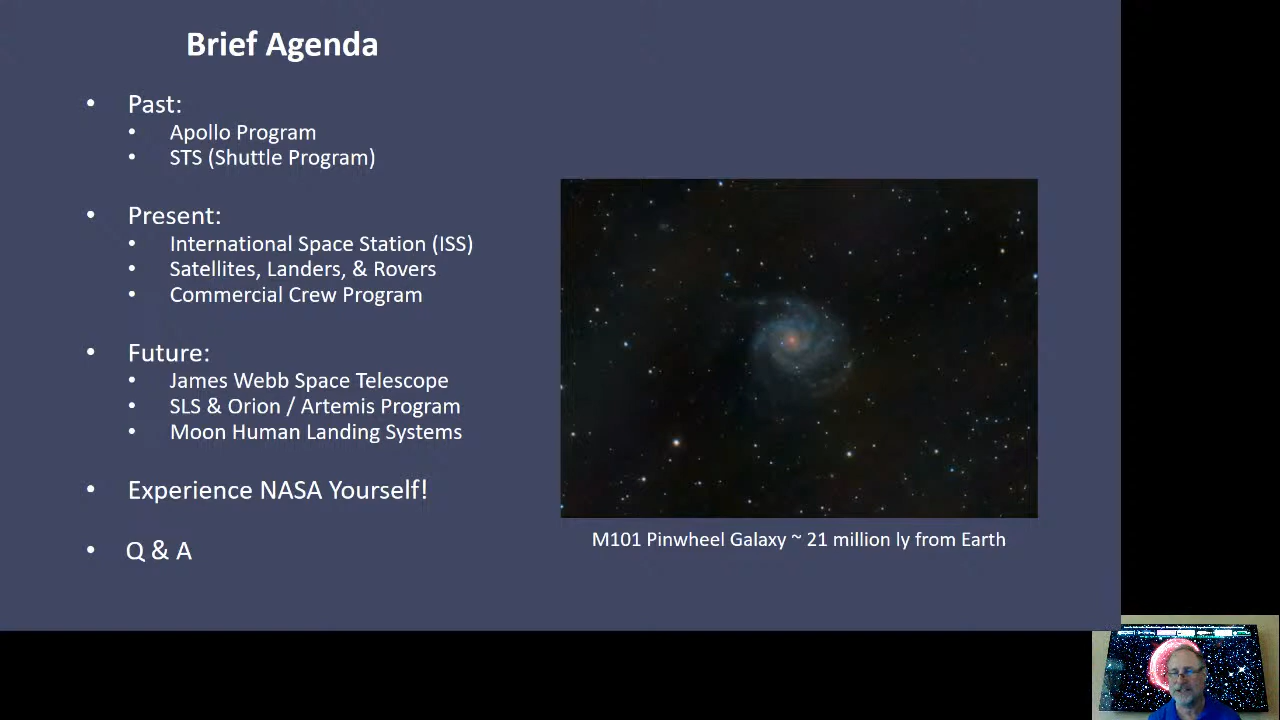 Brief Agenda
• Past:
• Apollo Program
• STS (Shuttle Program)
• Present:
• International Space Station (ISS)
• Satellites, Landers, & Rovers
• Commercial Crew Program
• Future:
• James Webb Space Telescope
• SLS & Orion / Artemis Program
• Moon Human Landing Systems
• Experience NASA Yourself!
• Q & A
M101 Pinwheel Galaxy ~ 21 million ly from Earth